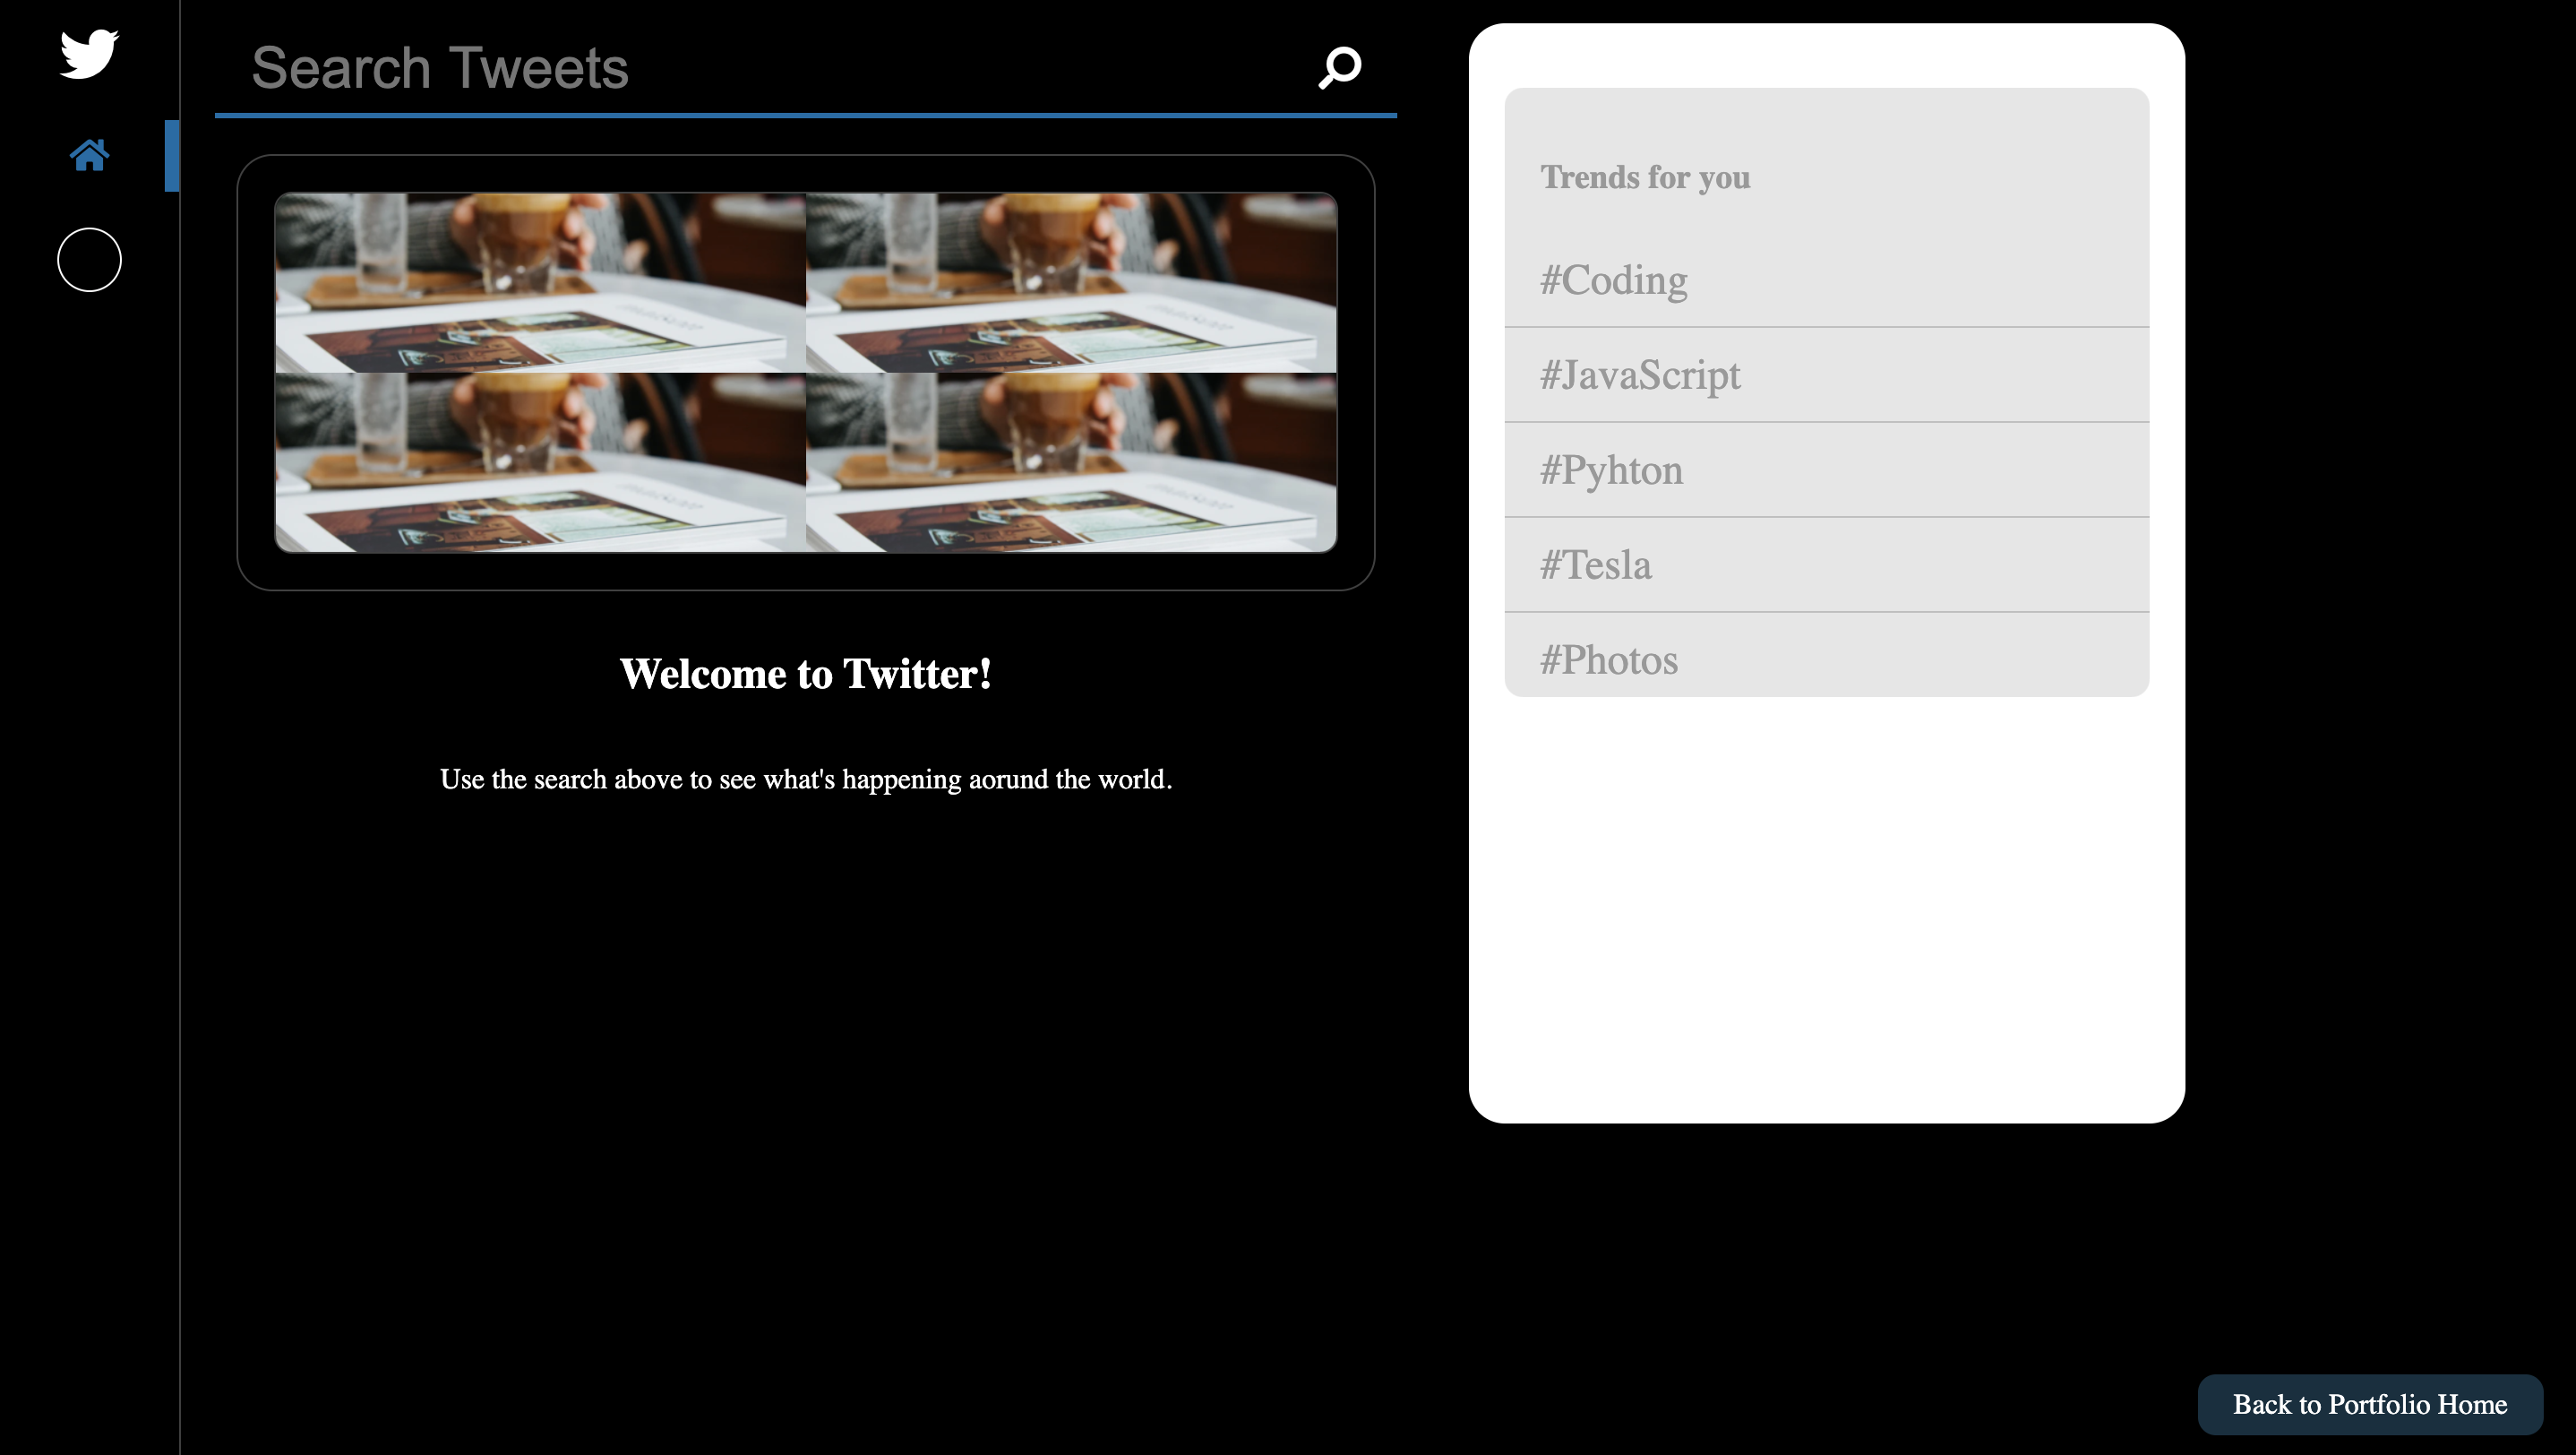 Search Tweets
Trends for you
#Coding
#JavaScript
#Pyhton
#Tesla
#Photos
Welcome to Twitter!
Use the search above to see what's happening aorund the world.
Back to Portfolio Home